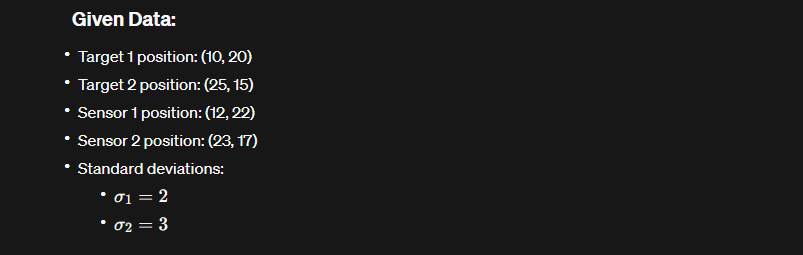 Given Data:
• Target 1 position: (10, 20)
• Target 2 position: (25, 15)
• Sensor 1 position: (12, 22)
• Sensor 2 position: (23, 17)
• Standard deviations:
• σ₁ = 2
• σ₂ = 3